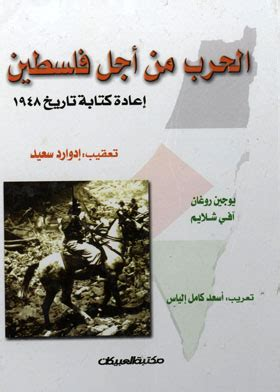 الحرب من أجل فلسطين
إعادة كتابة تاريخ ١٩٤٨
تعقيب: إدوارد سعيد
يوجين روغان
آفي شلايم
تعريب: أسعد كامل إلياس
مكتبة العبيكان